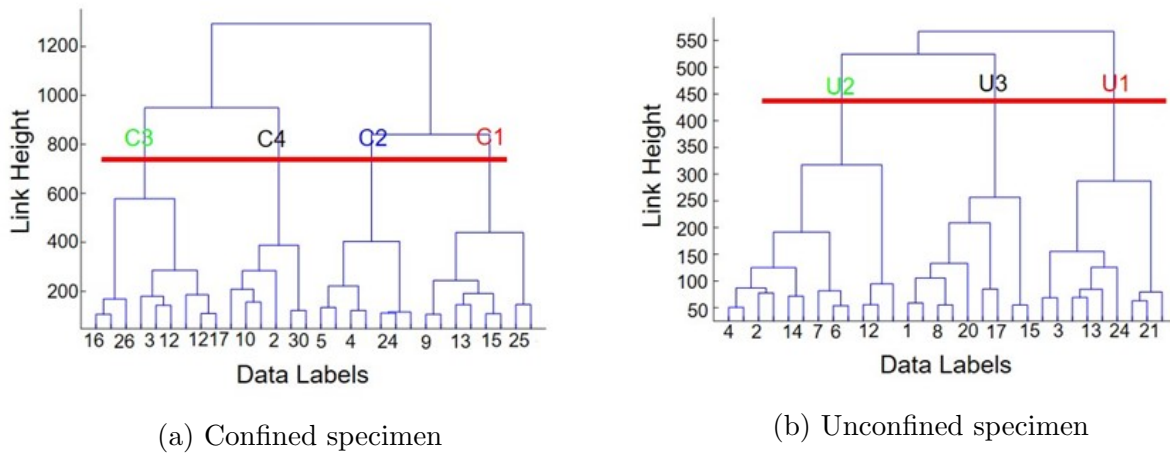 Link Height
1200
1000
800
600
400
200
C3
C4
C2
C1
16 26 3 12 12 17 10 2 30 5 4 24 9 13 15 25
Data Labels
(a) Confined specimen
Link Height
550
500
450
400
350
300
250
200
150
100
50
U2
U3
U1
4 2 14 7 6 12 1 8 20 17 15 3 13 24 21
Data Labels
(b) Unconfined specimen